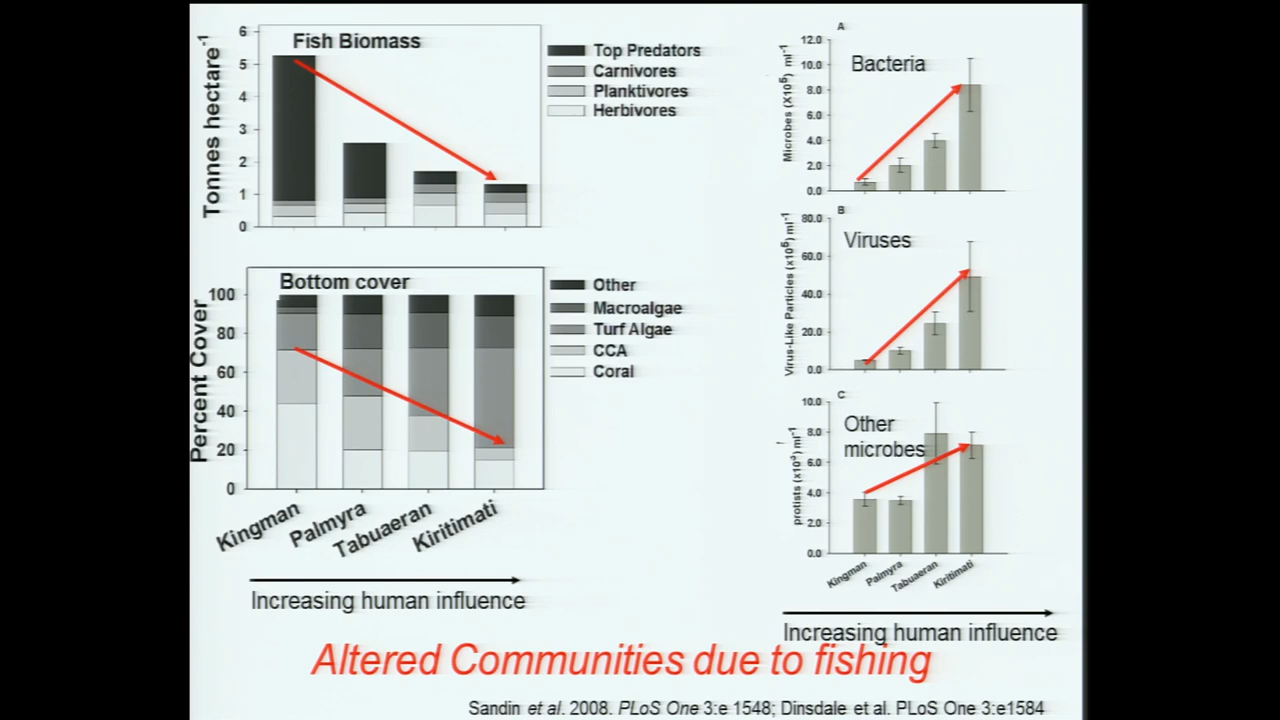 Fish Biomass
Tonnes hectare-1
6
5
4
3
2
1
0
Top Predators
Carnivores
Planktivores
Herbivores
Bottom cover
Percent Cover
100
80
60
40
20
0
Other
Macroalgae
Turf Algae
CCA
Coral
Kingman
Palmyra
Tabuaeran
Kiritimati
Increasing human influence
A
Bacteria
Microbes (X10⁶) ml-1
12.0
10.0
8.0
6.0
4.0
2.0
0.0
B
Viruses
Virus-Like Particles (x10⁶) ml-1
80.0
60.0
40.0
20.0
0.0
C
Other
microbes
protists (x10³) ml-1
10.0
8.0
6.0
4.0
2.0
0.0
Kingman
Palmyra
Tabuaeran
Kiritimati
Increasing human influence
Altered Communities due to fishing
Sandin et al. 2008. PLoS One 3:e 1548; Dinsdale et al. PLoS One 3:e1584